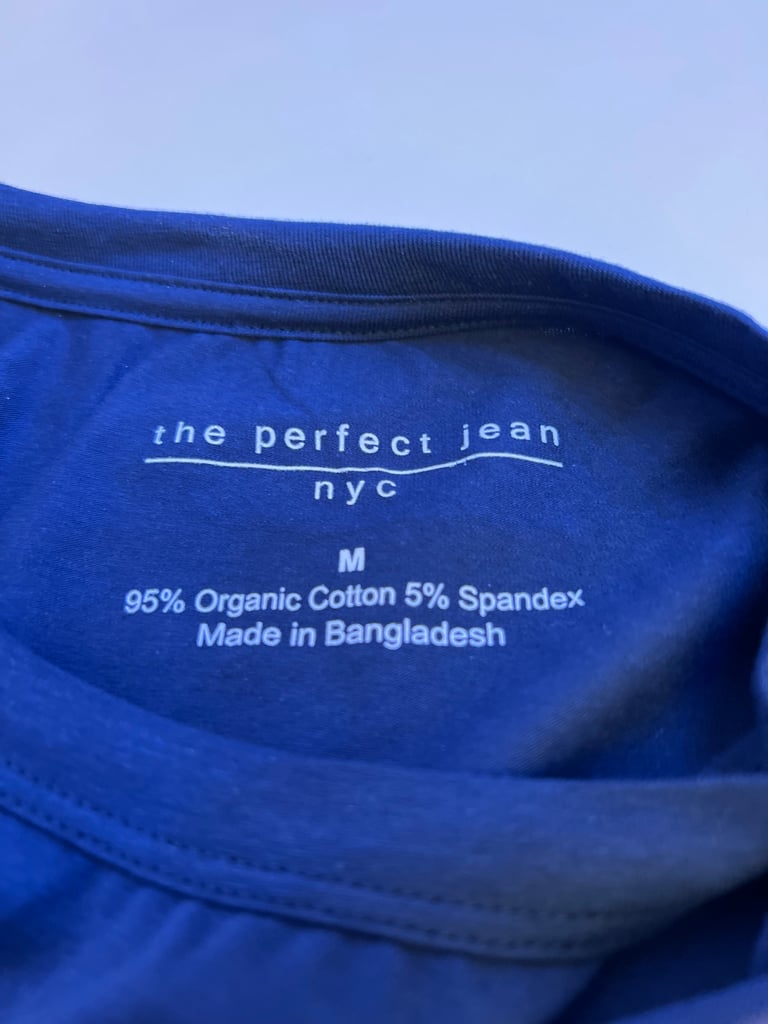 the perfect jean
nyc
M
95% Organic Cotton 5% Spandex
Made in Bangladesh